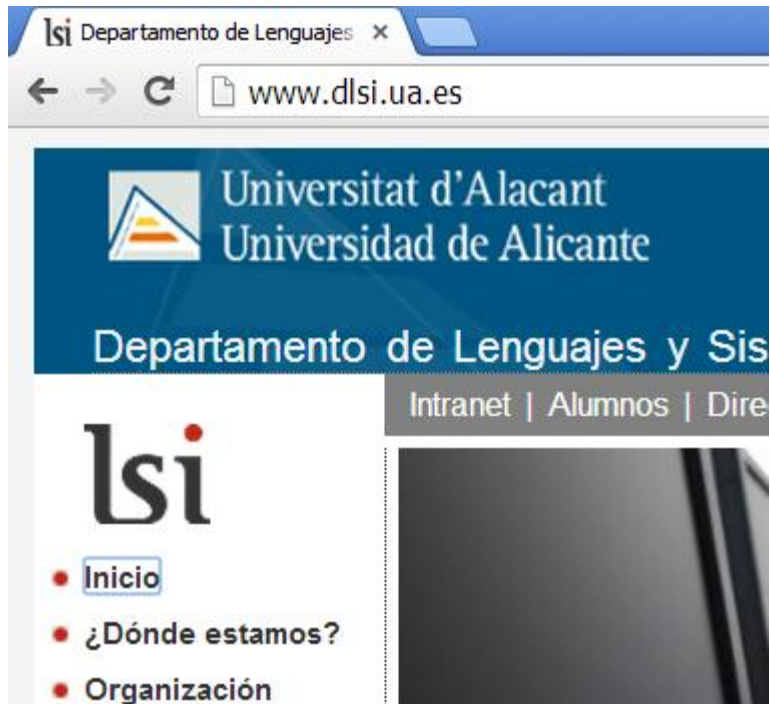 lsi Departamento de Lenguajes
www.dlsi.ua.es
Universitat d'Alacant
Universidad de Alicante
Departamento de Lenguajes y Sis
Intranet | Alumnos | Dire
lsi
Inicio
¿Dónde estamos?
Organización